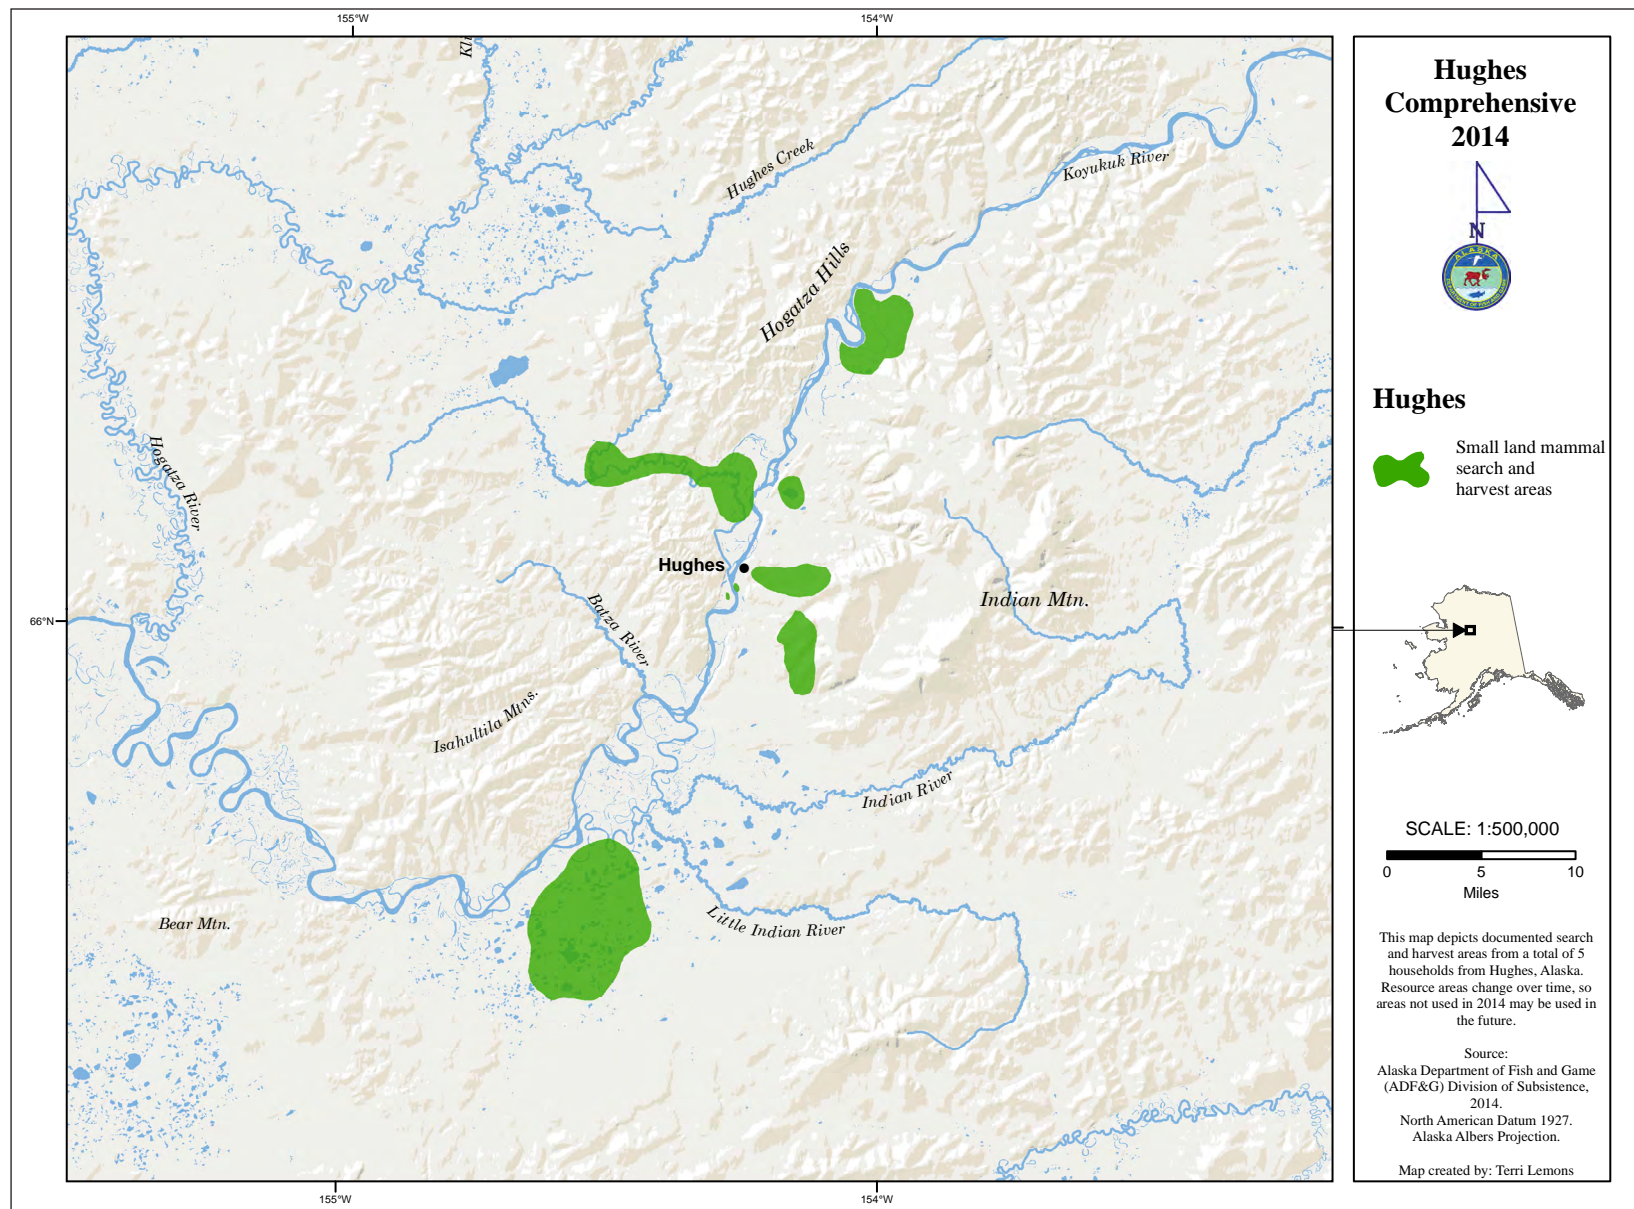 155°W
154°W
Hughes
Comprehensive
2014
N
ALASKA
Hughes
Small land mammal
search and
harvest areas
SCALE: 1:500,000
0 5 10
Miles
This map depicts documented search
and harvest areas from a total of 5
households from Hughes, Alaska.
Resource areas change over time, so
areas not used in 2014 may be used in
the future.
Source:
Alaska Department of Fish and Game
(ADF&G) Division of Subsistence,
2014.
North American Datum 1927.
Alaska Albers Projection.
Map created by: Terri Lemons
Hughes Creek
Koyukuk River
Hogatza Hills
Hogatza River
Hughes
Indian Mtn.
Batza River
66°N
Isahultila Mtns.
Indian River
Bear Mtn.
Little Indian River
155°W
154°W